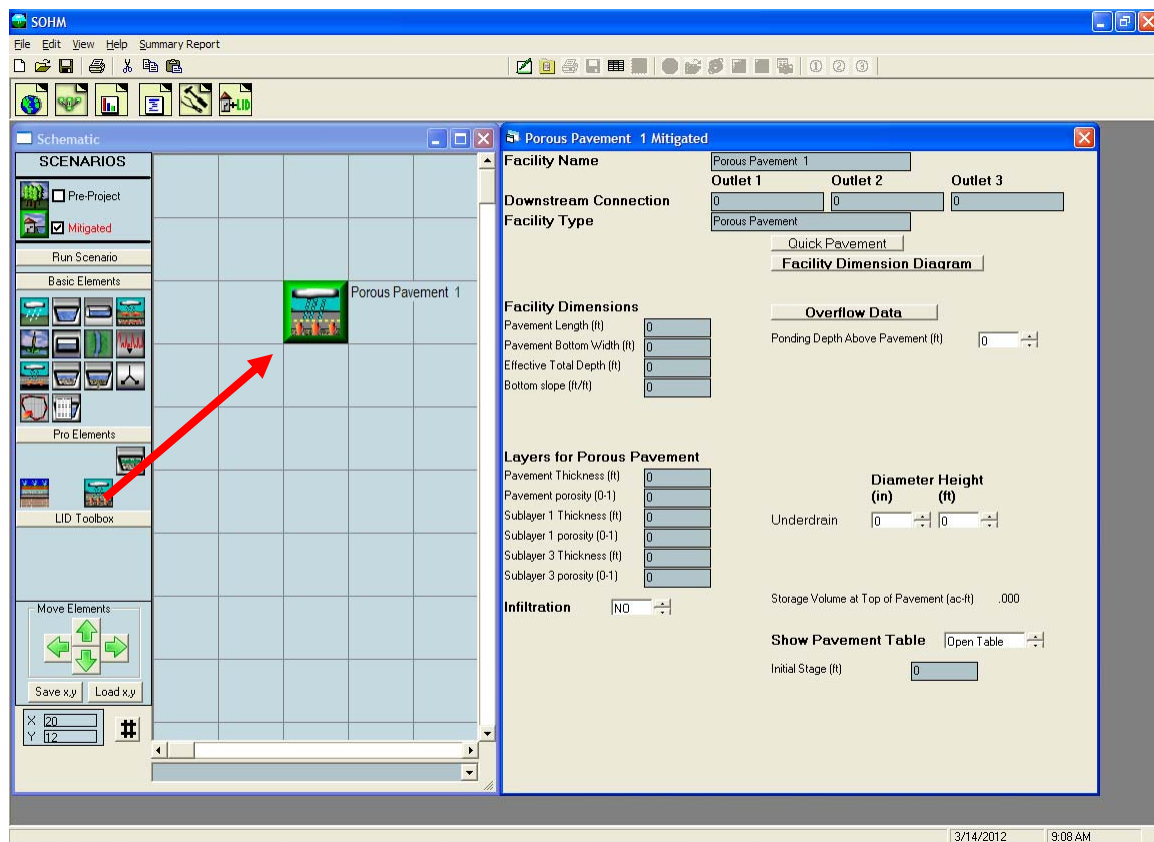 SOHM
File Edit View Help Summary Report
+LID
Schematic
SCENARIOS
Pre-Project
Mitigated
Run Scenario
Basic Elements
Pro Elements
LID Toolbox
Move Elements
Save x,y Load x,y
X 20
Y 12
#
Porous Pavement 1
Porous Pavement 1 Mitigated
Facility Name Porous Pavement 1
Outlet 1 Outlet 2 Outlet 3
Downstream Connection 0 0 0
Facility Type Porous Pavement
Quick Pavement
Facility Dimension Diagram
Facility Dimensions
Overflow Data
Pavement Length (ft) 0
Ponding Depth Above Pavement (ft) 0
Pavement Bottom Width (ft) 0
Effective Total Depth (ft) 0
Bottom slope (ft/ft) 0
Layers for Porous Pavement
Pavement Thickness (ft) 0
Diameter Height
Pavement porosity (0-1) 0
(in) (ft)
Sublayer 1 Thickness (ft) 0
Underdrain 0 0
Sublayer 1 porosity (0-1) 0
Sublayer 3 Thickness (ft) 0
Sublayer 3 porosity (0-1) 0
Infiltration NO
Storage Volume at Top of Pavement (ac-ft) .000
Show Pavement Table Open Table
Initial Stage (ft) 0
3/14/2012 9:08 AM